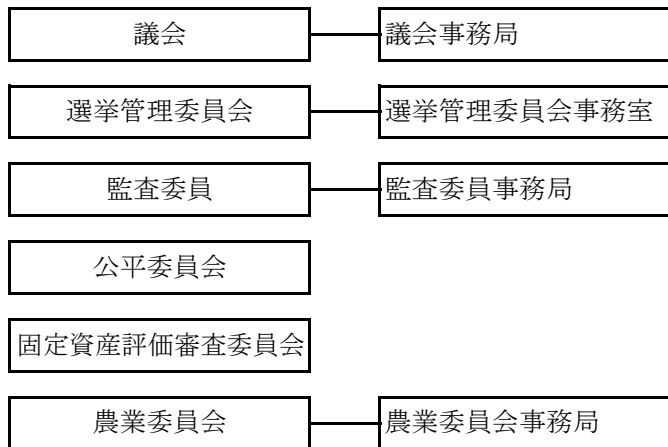 議会
議会事務局
選挙管理委員会
選挙管理委員会事務室
監査委員
監査委員事務局
公平委員会
固定資産評価審査委員会
農業委員会
農業委員会事務局